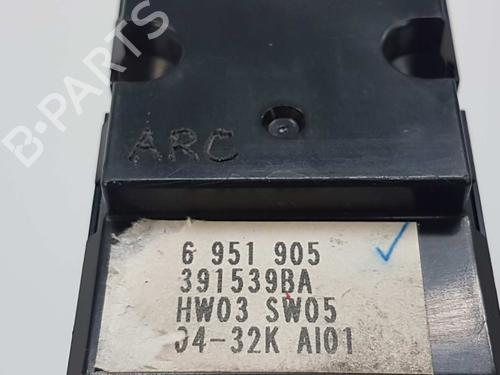 B-PARTS
ARC
6 951 905
391539BA
HW03 SW05
04-32K AI01